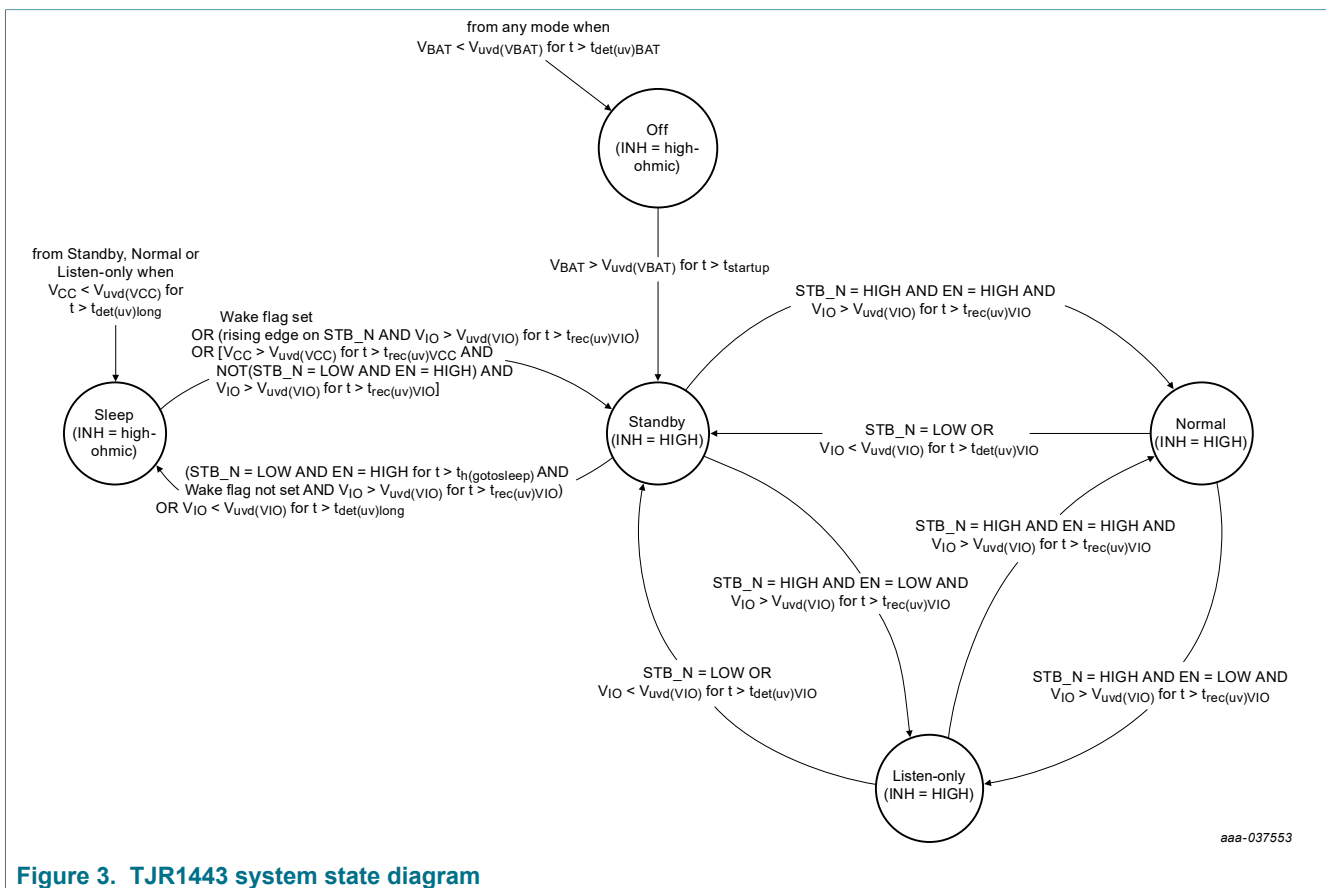 from any mode when
VBAT < Vuvd(VBAT) for t > tdet(uv)BAT
Off
(INH = high-
ohmic)
VBAT > Vuvd(VBAT) for t > tstartup
from Standby, Normal or
Listen-only when
VCC < Vuvd(VCC) for
t > tdet(uv)long
Wake flag set
OR (rising edge on STB_N AND VIO > Vuvd(VIO) for t > trec(uv)VIO)
OR [VCC > Vuvd(VCC) for t > trec(uv)VCC AND
NOT(STB_N = LOW AND EN = HIGH) AND
VIO > Vuvd(VIO) for t > trec(uv)VIO]
STB_N = HIGH AND EN = HIGH AND
VIO > Vuvd(VIO) for t > trec(uv)VIO
Sleep
(INH = high-
ohmic)
Standby
(INH = HIGH)
STB_N = LOW OR
VIO < Vuvd(VIO) for t > tdet(uv)VIO
Normal
(INH = HIGH)
(STB_N = LOW AND EN = HIGH for t > th(gotosleep) AND
Wake flag not set AND VIO > Vuvd(VIO) for t > trec(uv)VIO)
OR VIO < Vuvd(VIO) for t > tdet(uv)long
STB_N = HIGH AND EN = HIGH AND
VIO > Vuvd(VIO) for t > trec(uv)VIO
STB_N = HIGH AND EN = LOW AND
VIO > Vuvd(VIO) for t > trec(uv)VIO
STB_N = LOW OR
VIO < Vuvd(VIO) for t > tdet(uv)VIO
STB_N = HIGH AND EN = LOW AND
VIO > Vuvd(VIO) for t > trec(uv)VIO
Listen-only
(INH = HIGH)
aaa-037553
Figure 3. TJR1443 system state diagram